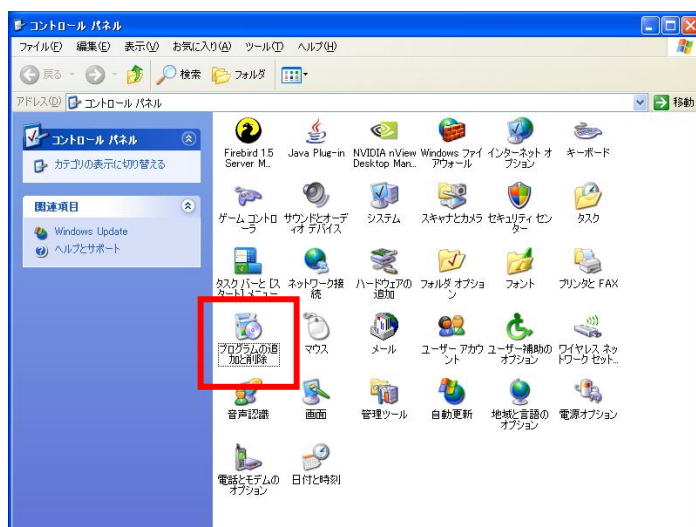 コントロール パネル
ファイル(F) 編集(E) 表示(V) お気に入り(A) ツール(T) ヘルプ(H)
戻る 検索 フォルダ
アドレス(D) コントロール パネル 移動
コントロール パネル
カテゴリの表示に切り替える
関連項目
Windows Update
ヘルプとサポート
Firebird 1.5 Server M...
Java Plug-in
NVIDIA nView Desktop Man...
Windows ファイアウォール
インターネット オプション
キーボード
ゲーム コントローラ
サウンドとオーディオ デバイス
システム
スキャナとカメラ
セキュリティ センター
タスク
タスク バーと [スタート] メニュー
ネットワーク接続
ハードウェアの追加
フォルダ オプション
フォント
プリンタと FAX
プログラムの追加と削除
マウス
メール
ユーザー アカウント
ユーザー補助のオプション
ワイヤレス ネットワーク セット...
音声認識
画面
管理ツール
自動更新
地域と言語のオプション
電源オプション
電話とモデムのオプション
日付と時刻